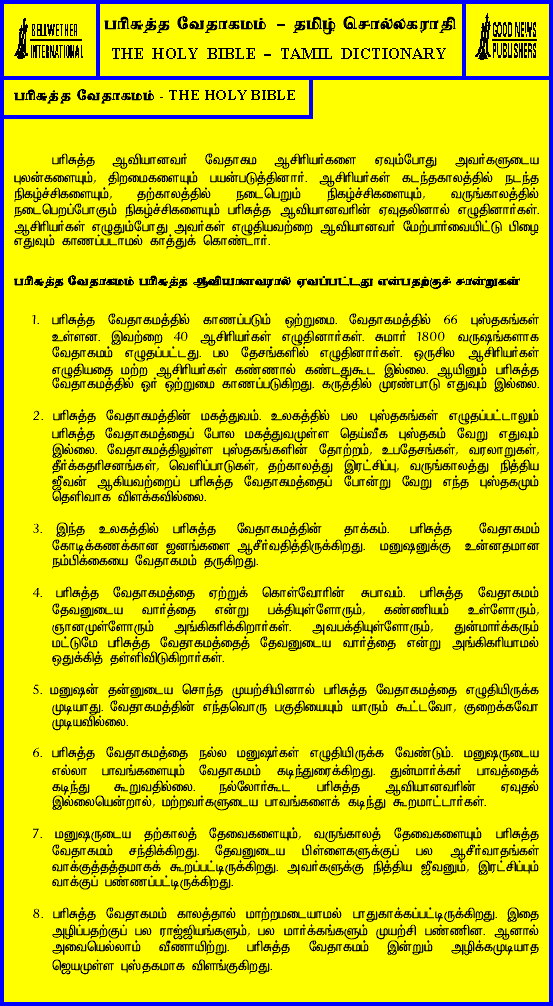 BELLWETHER
INTERNATIONAL
பரிசுத்த வேதாகமம் – தமிழ் சொல்லகராதி
THE HOLY BIBLE – TAMIL DICTIONARY
GOOD NEWS
PUBLISHERS
பரிசுத்த வேதாகமம் - THE HOLY BIBLE
பரிசுத்த ஆவியானவர் வேதாகம ஆசிரியர்களை ஏவும்போது அவர்களுடைய
புலன்களையும், திறமைகளையும் பயன்படுத்தினார். ஆசிரியர்கள் கடந்தகாலத்தில் நடந்த
நிகழ்ச்சிகளையும், தற்காலத்தில் நடைபெறும் நிகழ்ச்சிகளையும், வருங்காலத்தில்
நடைபெறப்போகும் நிகழ்ச்சிகளையும் பரிசுத்த ஆவியானவரின் ஏவுதலினால் எழுதினார்கள்.
ஆசிரியர்கள் எழுதும்போது அவர்கள் எழுதியவற்றை ஆவியானவர் மேற்பார்வையிட்டு பிழை
எதுவும் காணப்படாமல் காத்துக் கொண்டார்.
பரிசுத்த வேதாகமம் பரிசுத்த ஆவியானவரால் ஏவப்பட்டது என்பதற்குச் சான்றுகள்
1. பரிசுத்த வேதாகமத்தில் காணப்படும் ஒற்றுமை. வேதாகமத்தில் 66 புஸ்தகங்கள்
உள்ளன. இவற்றை 40 ஆசிரியர்கள் எழுதினார்கள். சுமார் 1800 வருஷங்களாக
வேதாகமம் எழுதப்பட்டது. பல தேசங்களில் எழுதினார்கள். ஒருசில ஆசிரியர்கள்
எழுதியதை மற்ற ஆசிரியர்கள் கண்ணால் கண்டதுகூட இல்லை. ஆயினும் பரிசுத்த
வேதாகமத்தில் ஓர் ஒற்றுமை காணப்படுகிறது. கருத்தில் முரண்பாடு எதுவும் இல்லை.
2. பரிசுத்த வேதாகமத்தின் மகத்துவம். உலகத்தில் பல புஸ்தகங்கள் எழுதப்பட்டாலும்
பரிசுத்த வேதாகமத்தைப் போல மகத்துவமுள்ள தெய்வீக புஸ்தகம் வேறு எதுவும்
இல்லை. வேதாகமத்திலுள்ள புஸ்தகங்களின் தோற்றம், உபதேசங்கள், வரலாறுகள்,
தீர்க்கதரிசனங்கள், வெளிப்பாடுகள், தற்காலத்து இரட்சிப்பு, வருங்காலத்து நித்திய
ஜீவன் ஆகியவற்றைப் பரிசுத்த வேதாகமத்தைப் போன்று வேறு எந்த புஸ்தகமும்
தெளிவாக விளக்கவில்லை.
3. இந்த உலகத்தில் பரிசுத்த வேதாகமத்தின் தாக்கம். பரிசுத்த வேதாகமம்
கோடிக்கணக்கான ஜனங்களை ஆசீர்வதித்திருக்கிறது. மனுஷனுக்கு உன்னதமான
நம்பிக்கையை வேதாகமம் தருகிறது.
4. பரிசுத்த வேதாகமத்தை ஏற்றுக் கொள்வோரின் சுபாவம். பரிசுத்த வேதாகமம்
தேவனுடைய வார்த்தை என்று பக்தியுள்ளோரும், கண்ணியம் உள்ளோரும்,
ஞானமுள்ளோரும் அங்கிகரிக்கிறார்கள். அவபக்தியுள்ளோரும், துன்மார்க்கரும்
மட்டுமே பரிசுத்த வேதாகமத்தைத் தேவனுடைய வார்த்தை என்று அங்கிகரியாமல்
ஒதுக்கித் தள்ளிவிடுகிறார்கள்.
5. மனுஷன் தன்னுடைய சொந்த முயற்சியினால் பரிசுத்த வேதாகமத்தை எழுதியிருக்க
முடியாது. வேதாகமத்தின் எந்தவொரு பகுதியையும் யாரும் கூட்டவோ, குறைக்கவோ
முடியவில்லை.
6. பரிசுத்த வேதாகமத்தை நல்ல மனுஷர்கள் எழுதியிருக்க வேண்டும். மனுஷருடைய
எல்லா பாவங்களையும் வேதாகமம் கடிந்துரைக்கிறது. துன்மார்க்கர் பாவத்தைக்
கடிந்து கூறுவதில்லை. நல்லோர்கூட பரிசுத்த ஆவியானவரின் ஏவுதல்
இல்லையென்றால், மற்றவர்களுடைய பாவங்களைக் கடிந்து கூறமாட்டார்கள்.
7. மனுஷருடைய தற்காலத் தேவைகளையும், வருங்காலத் தேவைகளையும் பரிசுத்த
வேதாகமம் சந்திக்கிறது. தேவனுடைய பிள்ளைகளுக்குப் பல ஆசீர்வாதங்கள்
வாக்குத்தத்தமாகக் கூறப்பட்டிருக்கிறது. அவர்களுக்கு நித்திய ஜீவனும், இரட்சிப்பும்
வாக்குப் பண்ணப்பட்டிருக்கிறது.
8. பரிசுத்த வேதாகமம் காலத்தால் மாற்றமடையாமல் பாதுகாக்கப்பட்டிருக்கிறது. இதை
அழிப்பதற்குப் பல ராஜ்ஜியங்களும், பல மார்க்கங்களும் முயற்சி பண்ணின. ஆனால்
அவையெல்லாம் வீணாயிற்று. பரிசுத்த வேதாகமம் இன்றும் அழிக்கமுடியாத
ஜெயமுள்ள புஸ்தகமாக விளங்குகிறது.